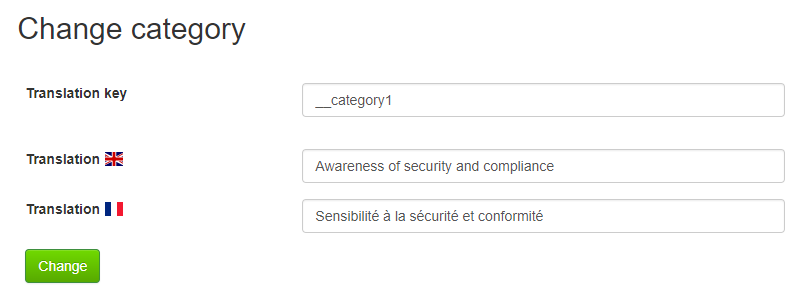 Change category
Translation key
__category1
Translation
Awareness of security and compliance
Translation
Sensibilité à la sécurité et conformité
Change